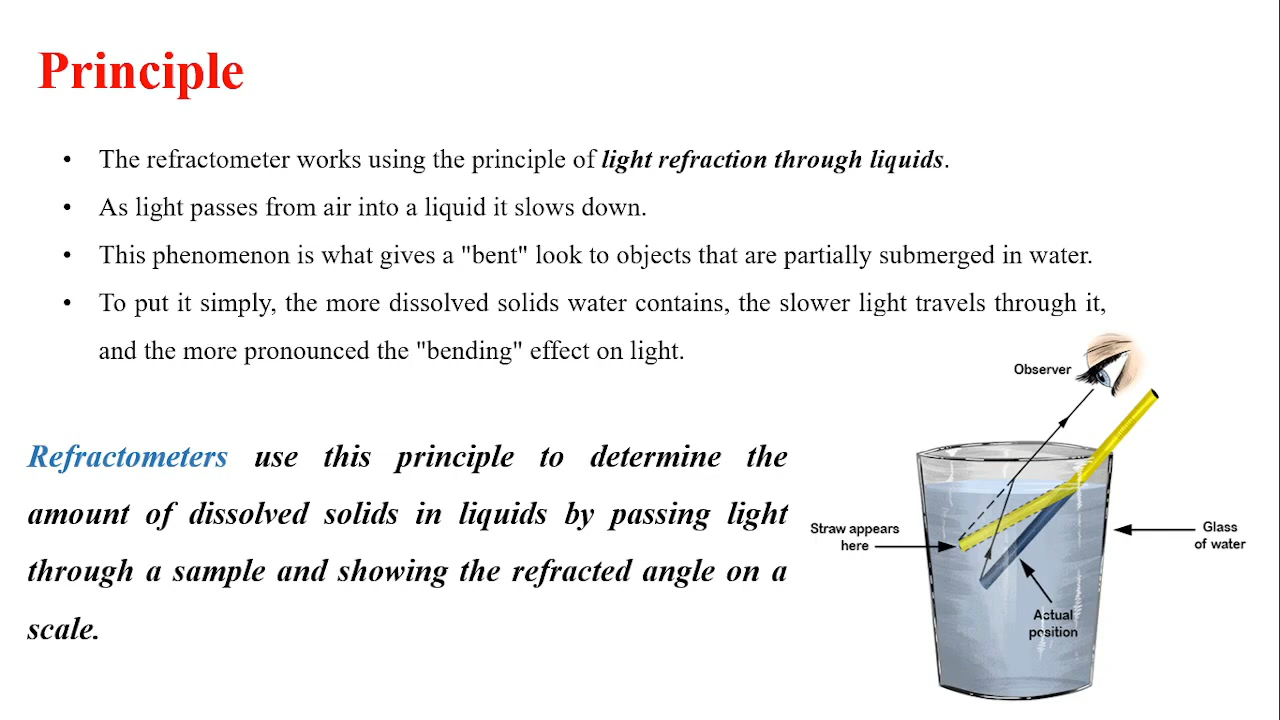 Principle
• The refractometer works using the principle of light refraction through liquids.
• As light passes from air into a liquid it slows down.
• This phenomenon is what gives a "bent" look to objects that are partially submerged in water.
• To put it simply, the more dissolved solids water contains, the slower light travels through it,
and the more pronounced the "bending" effect on light.
Refractometers use this principle to determine the
amount of dissolved solids in liquids by passing light
through a sample and showing the refracted angle on a
scale.
Observer
Straw appears
here
Glass
of water
Actual
position